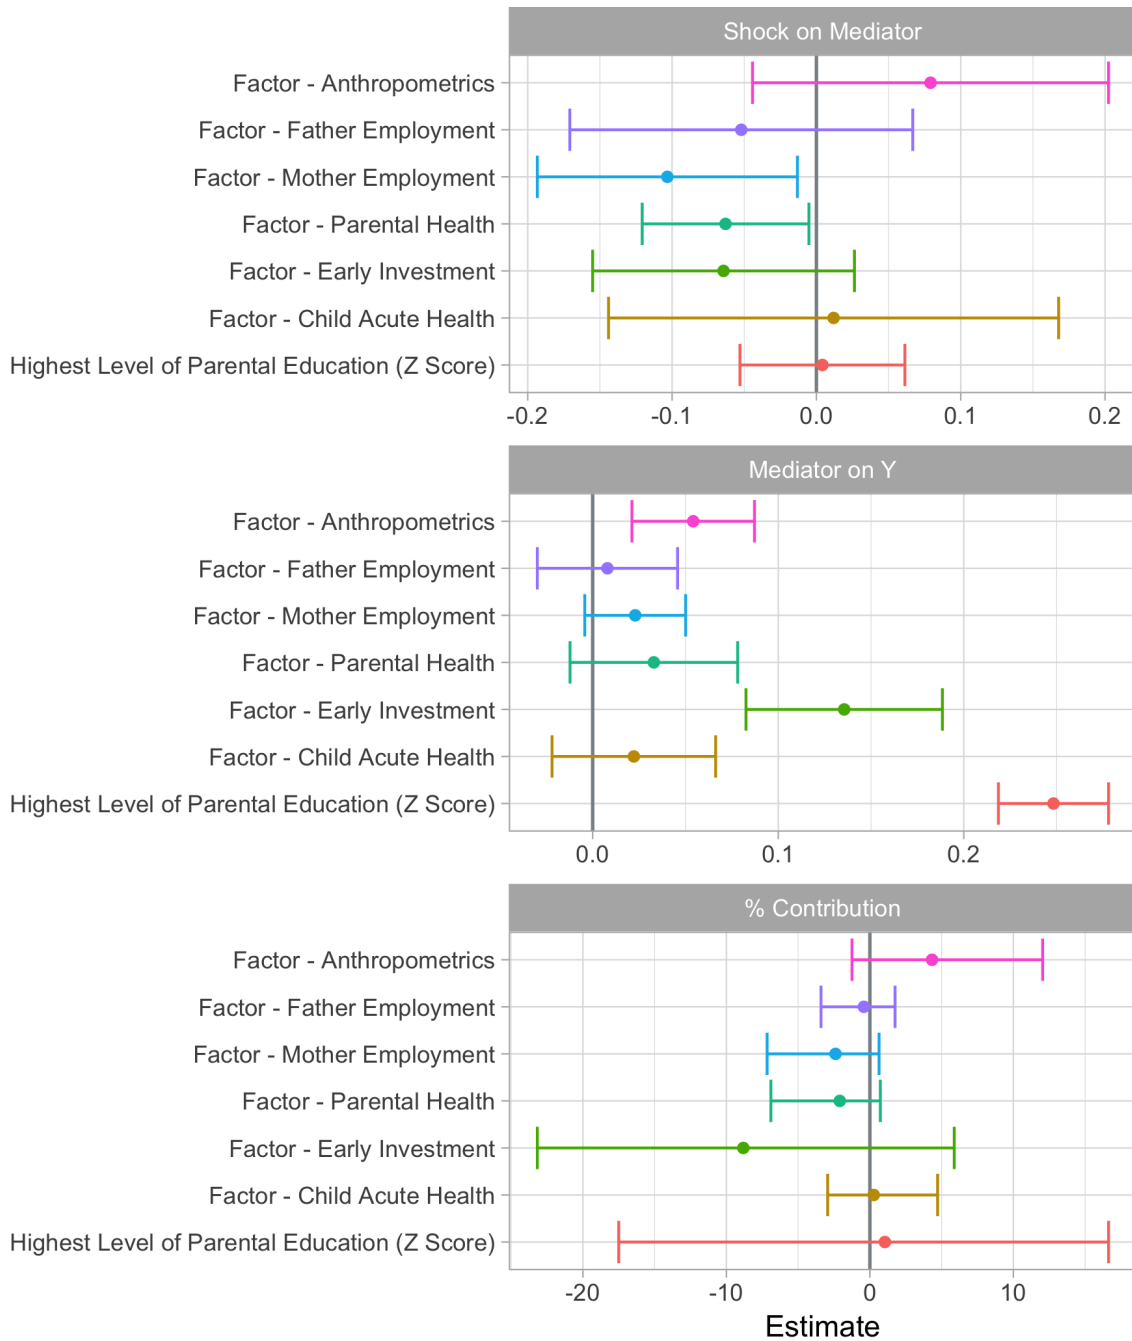 Shock on Mediator
Factor - Anthropometrics
Factor - Father Employment
Factor - Mother Employment
Factor - Parental Health
Factor - Early Investment
Factor - Child Acute Health
Highest Level of Parental Education (Z Score)
-0.2 -0.1 0.0 0.1 0.2
Mediator on Y
Factor - Anthropometrics
Factor - Father Employment
Factor - Mother Employment
Factor - Parental Health
Factor - Early Investment
Factor - Child Acute Health
Highest Level of Parental Education (Z Score)
0.0 0.1 0.2
% Contribution
Factor - Anthropometrics
Factor - Father Employment
Factor - Mother Employment
Factor - Parental Health
Factor - Early Investment
Factor - Child Acute Health
Highest Level of Parental Education (Z Score)
-20 -10 0 10
Estimate